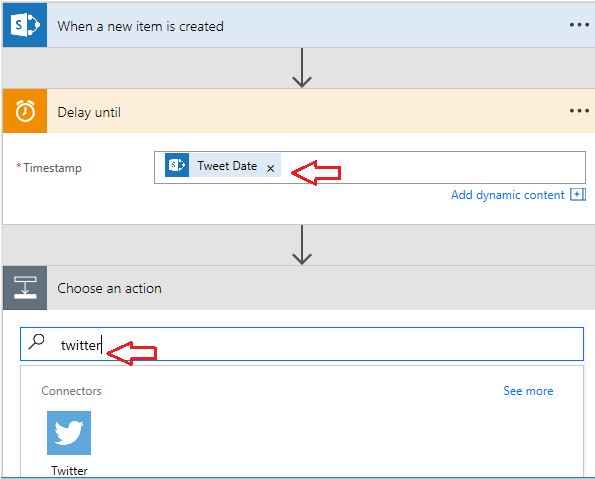 When a new item is created
Delay until
* Timestamp
Tweet Date x
Add dynamic content
Choose an action
twitter
Connectors
See more
Twitter